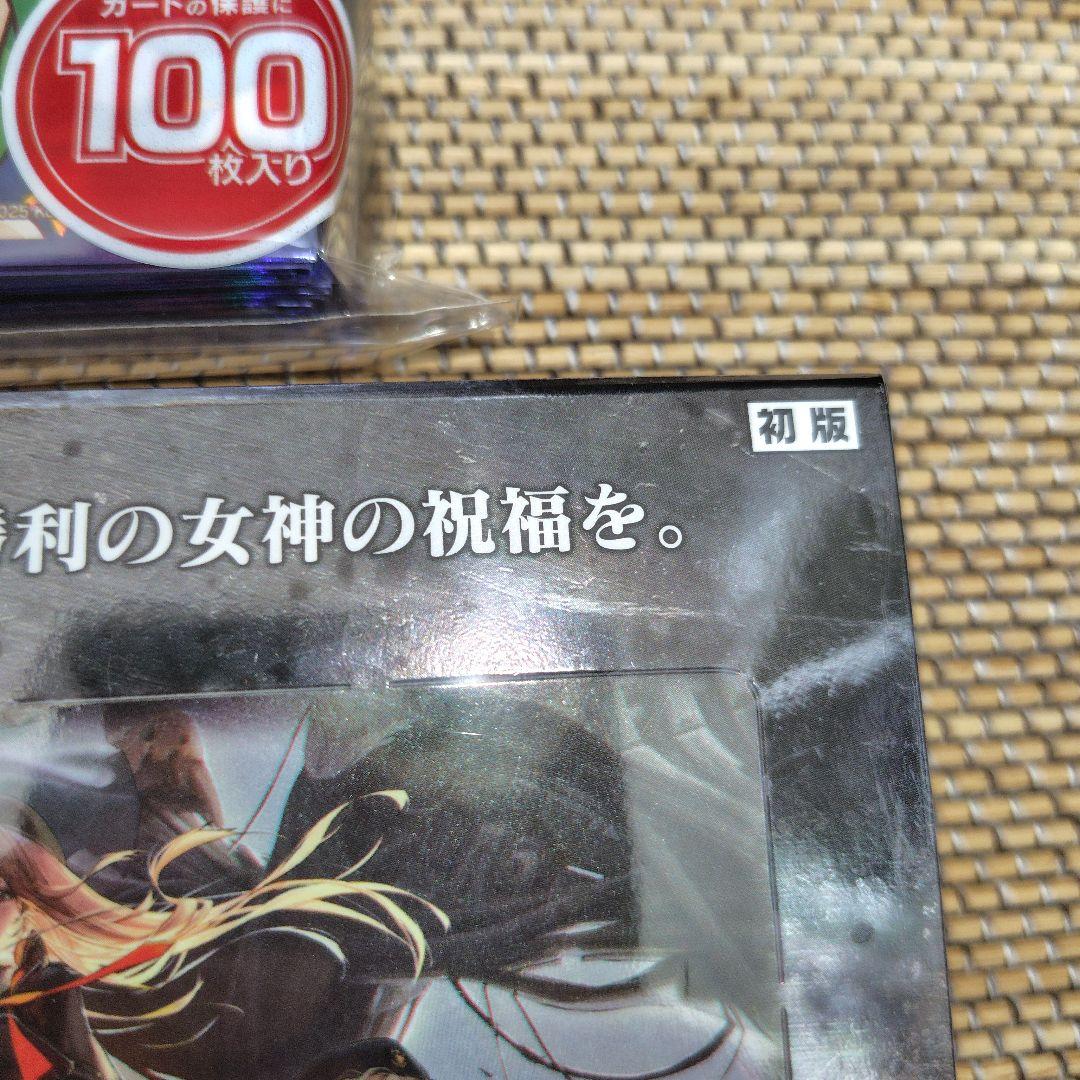 カードの保護に
100
枚入り
初版
利の女神の祝福を。